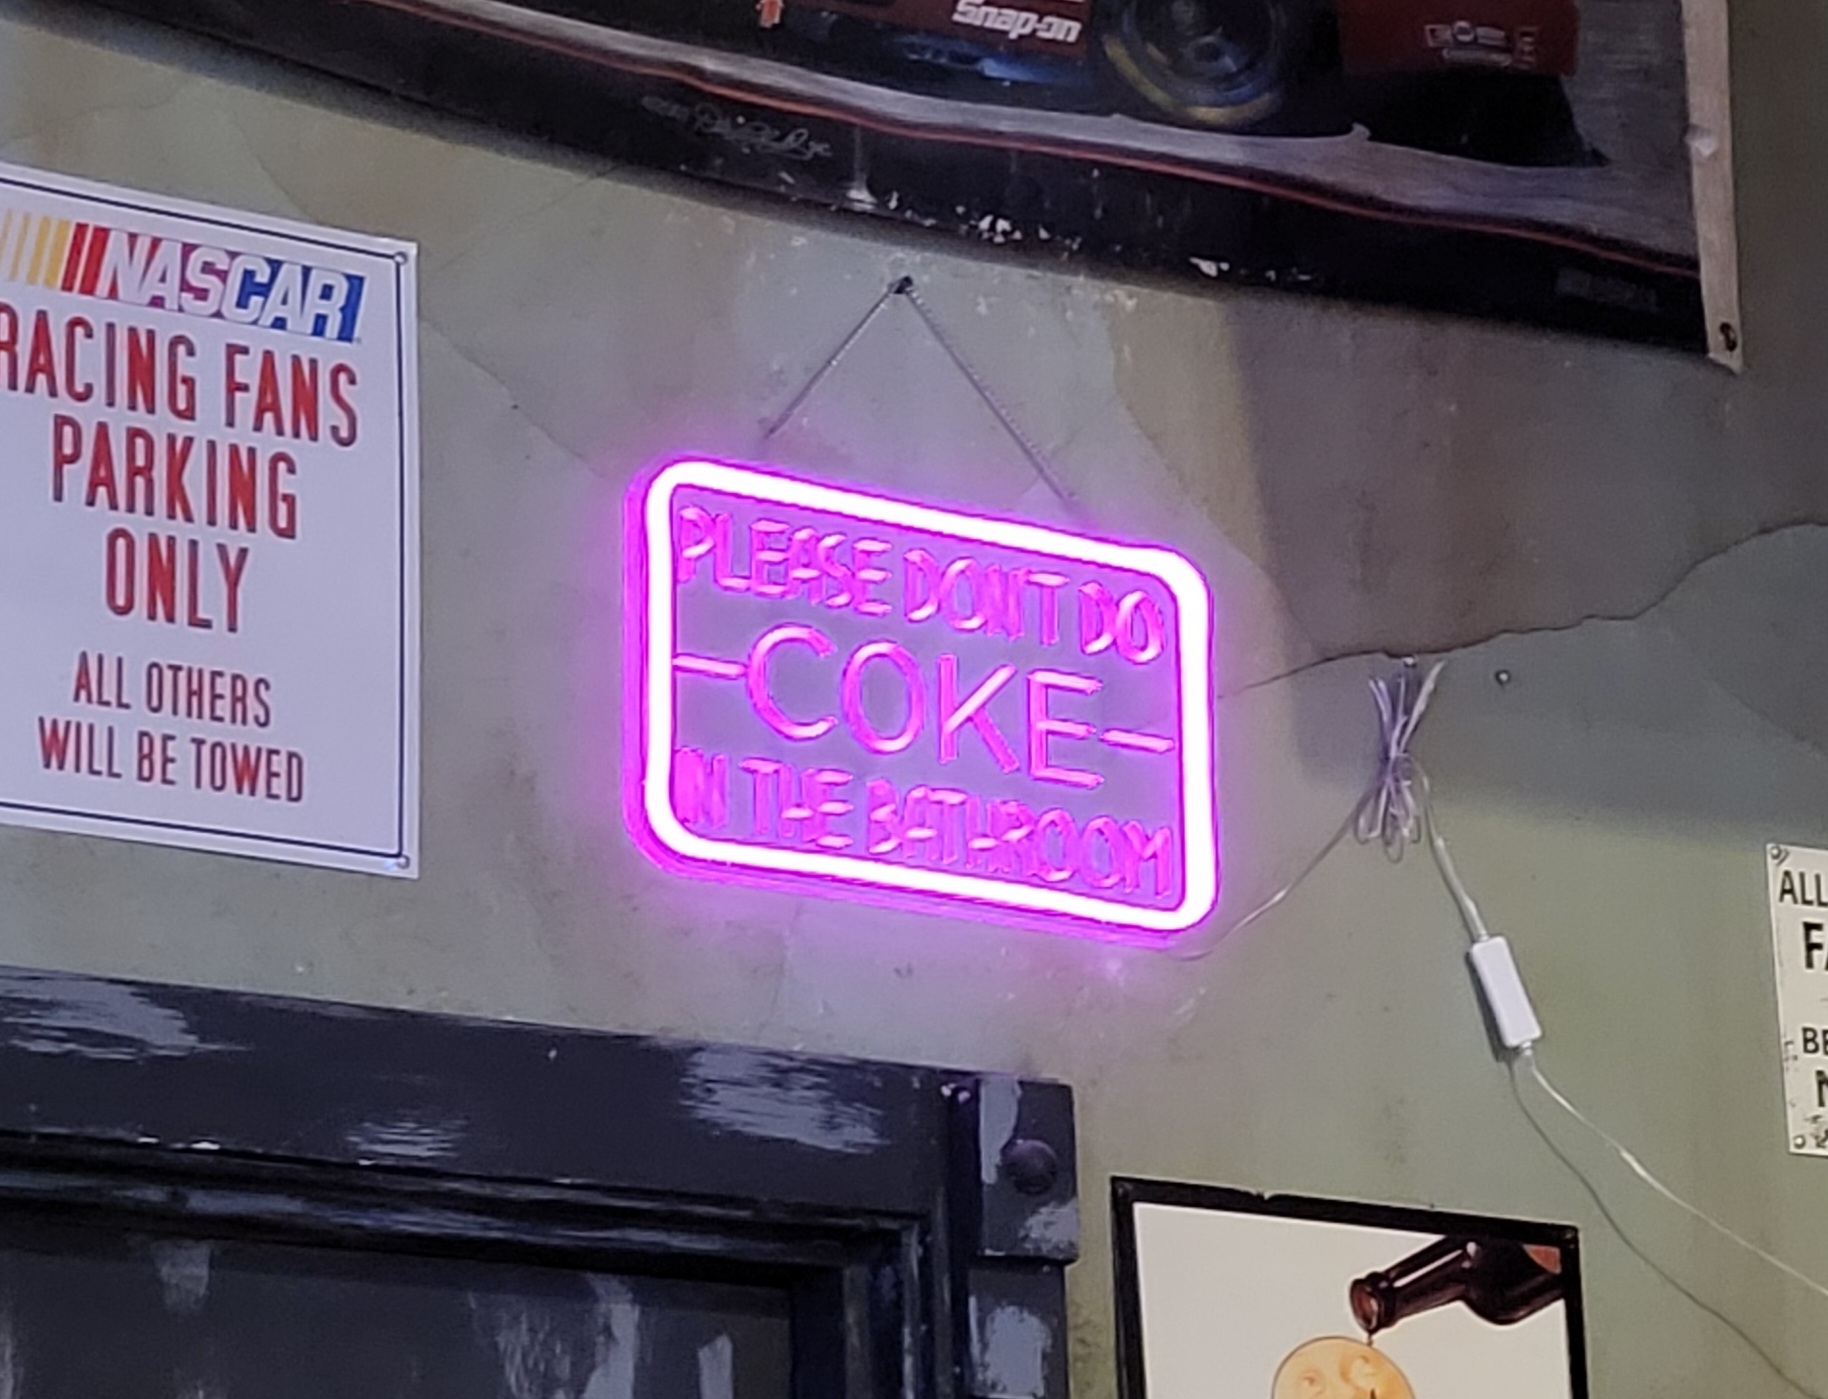 Snap-on
NASCAR
RACING FANS
PARKING
ONLY
ALL OTHERS
WILL BE TOWED
PLEASE DON'T DO
COKE
IN THE BATHROOM
ALL